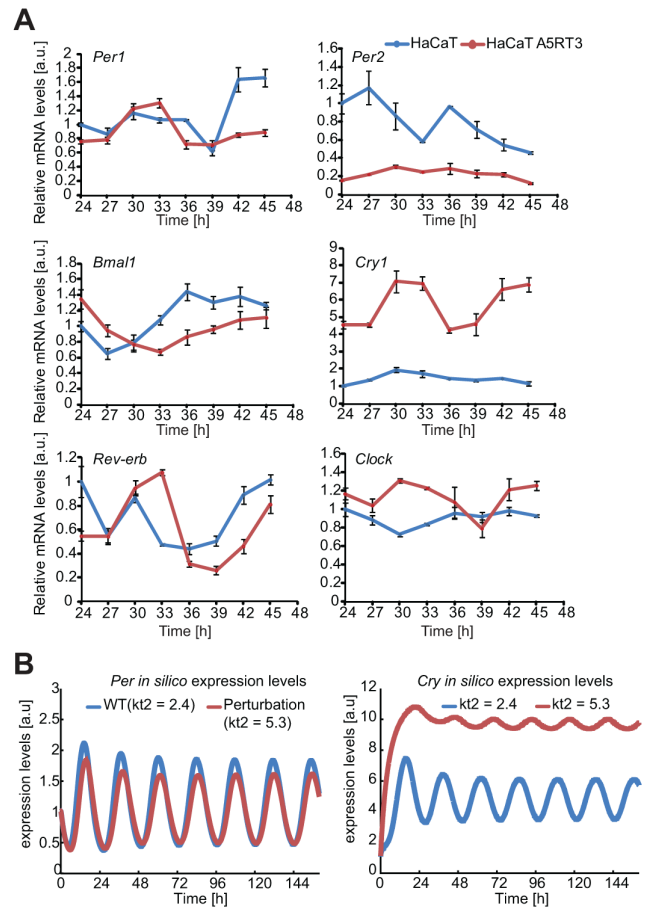 A
HaCaT HaCaT A5RT3
Per1
Relative mRNA levels [a.u.]
2
1.8
1.6
1.4
1.2
1
0.8
0.6
0.4
0.2
0
24 27 30 33 36 39 42 45 48
Time [h]
Per2
1.6
1.4
1.2
1
0.8
0.6
0.4
0.2
0
24 27 30 33 36 39 42 45 48
Time [h]
Bmal1
Relative mRNA levels [a.u.]
1.8
1.6
1.4
1.2
1
0.8
0.6
0.4
0.2
0
24 27 30 33 36 39 42 45 48
Time [h]
Cry1
9
8
7
6
5
4
3
2
1
0
24 27 30 33 36 39 42 45 48
Time [h]
Rev-erb
Relative mRNA levels [a.u.]
1.2
1
0.8
0.6
0.4
0.2
0
24 27 30 33 36 39 42 45 48
Time [h]
Clock
1.6
1.4
1.2
1
0.8
0.6
0.4
0.2
0
24 27 30 33 36 39 42 45 48
Time [h]
B
Per in silico expression levels
WT(kt2 = 2.4) Perturbation
(kt2 = 5.3)
expression levels [a.u]
3
2.5
2
1.5
1
0.5
0
0 24 48 72 96 120 144
Time [h]
Cry in silico expression levels
kt2 = 2.4 kt2 = 5.3
expression levels [a.u]
12
10
8
6
4
2
0
0 24 48 72 96 120 144
Time [h]